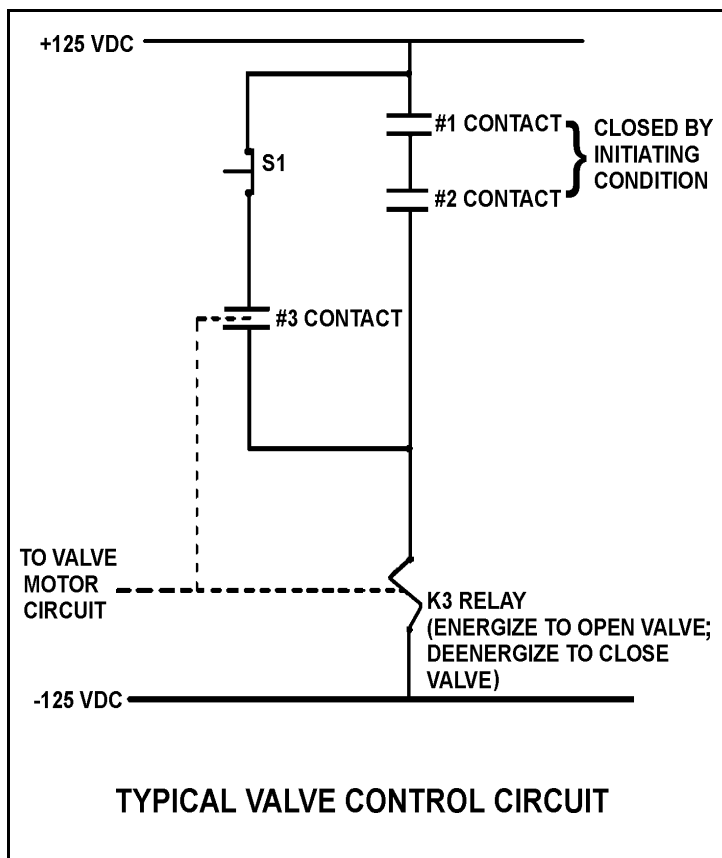 +125 VDC
#1 CONTACT
#2 CONTACT
CLOSED BY
INITIATING
CONDITION
S1
#3 CONTACT
TO VALVE
MOTOR
CIRCUIT
K3 RELAY
(ENERGIZE TO OPEN VALVE;
DEENERGIZE TO CLOSE
VALVE)
-125 VDC
TYPICAL VALVE CONTROL CIRCUIT